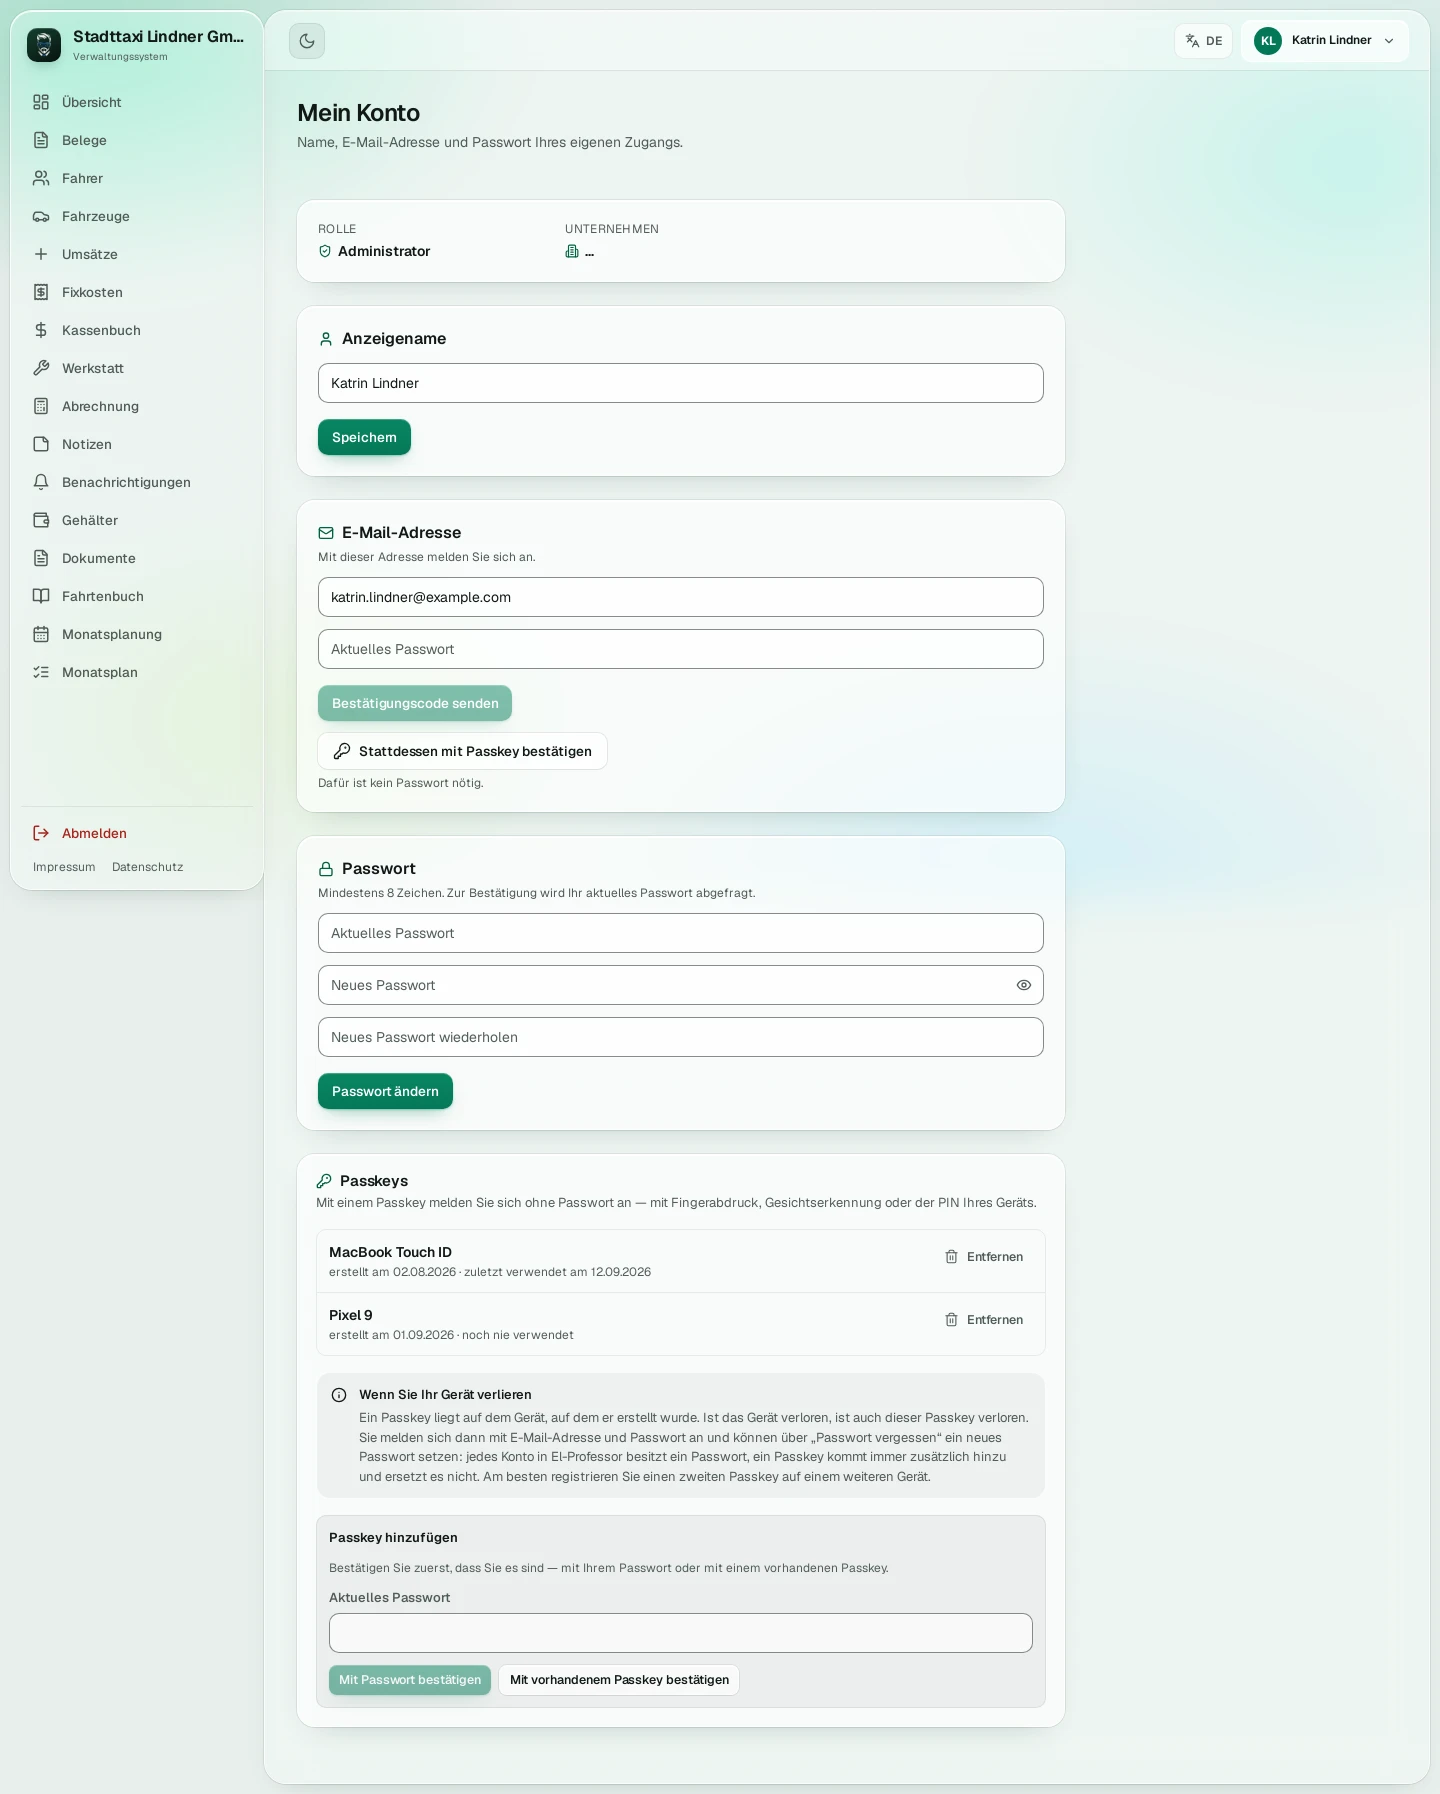 Stadttaxi Lindner Gm...
Verwaltungssystem
Übersicht
Belege
Fahrer
Fahrzeuge
Umsätze
Fixkosten
Kassenbuch
Werkstatt
Abrechnung
Notizen
Benachrichtigungen
Gehälter
Dokumente
Fahrtenbuch
Monatsplanung
Monatsplan
Abmelden
Impressum Datenschutz
DE
KL Katrin Lindner
Mein Konto
Name, E-Mail-Adresse und Passwort Ihres eigenen Zugangs.
ROLLE UNTERNEHMEN
Administrator ...
Anzeigename
Katrin Lindner
Speichern
E-Mail-Adresse
Mit dieser Adresse melden Sie sich an.
katrin.lindner@example.com
Aktuelles Passwort
Bestätigungscode senden
Stattdessen mit Passkey bestätigen
Dafür ist kein Passwort nötig.
Passwort
Mindestens 8 Zeichen. Zur Bestätigung wird Ihr aktuelles Passwort abgefragt.
Aktuelles Passwort
Neues Passwort
Neues Passwort wiederholen
Passwort ändern
Passkeys
Mit einem Passkey melden Sie sich ohne Passwort an — mit Fingerabdruck, Gesichtserkennung oder der PIN Ihres Geräts.
MacBook Touch ID
erstellt am 02.08.2026 · zuletzt verwendet am 12.09.2026
Entfernen
Pixel 9
erstellt am 01.09.2026 · noch nie verwendet
Entfernen
Wenn Sie Ihr Gerät verlieren
Ein Passkey liegt auf dem Gerät, auf dem er erstellt wurde. Ist das Gerät verloren, ist auch dieser Passkey verloren.
Sie melden sich dann mit E-Mail-Adresse und Passwort an und können über „Passwort vergessen“ ein neues
Passwort setzen: jedes Konto in El-Professor besitzt ein Passwort, ein Passkey kommt immer zusätzlich hinzu
und ersetzt es nicht. Am besten registrieren Sie einen zweiten Passkey auf einem weiteren Gerät.
Passkey hinzufügen
Bestätigen Sie zuerst, dass Sie es sind — mit Ihrem Passwort oder mit einem vorhandenen Passkey.
Aktuelles Passwort
Mit Passwort bestätigen Mit vorhandenem Passkey bestätigen